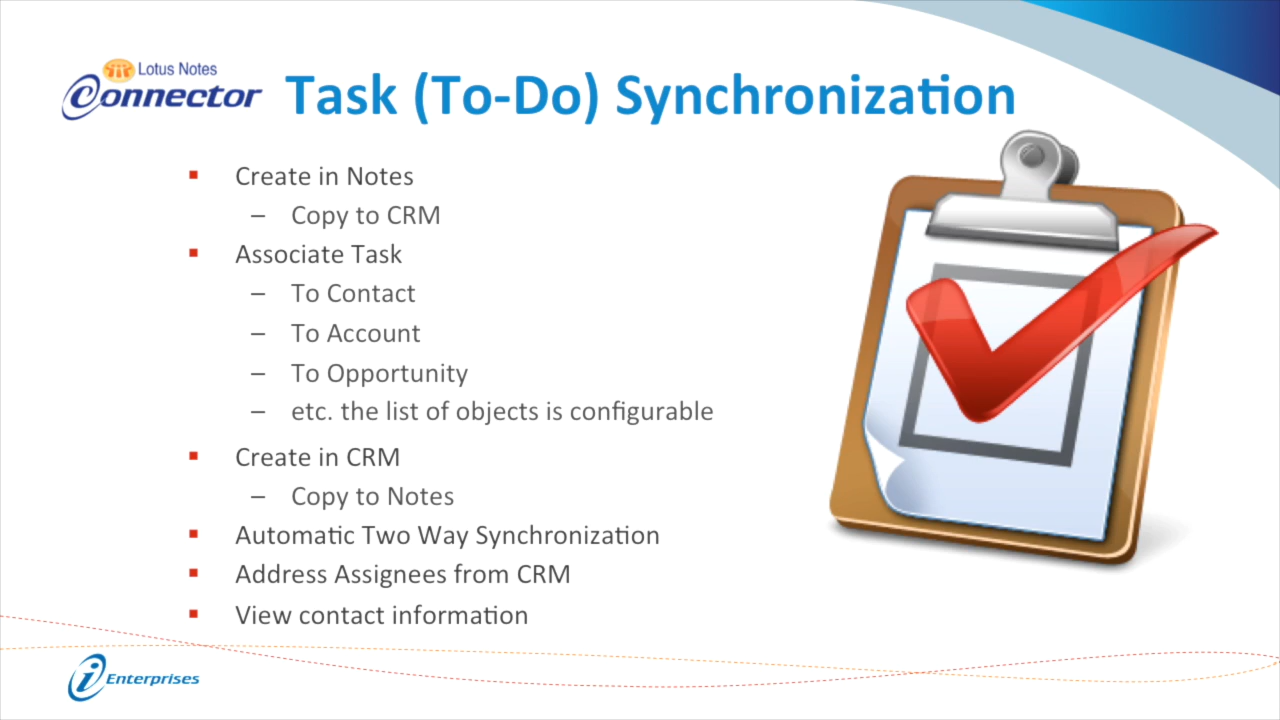 Lotus Notes
Connector
Task (To-Do) Synchronization
▪ Create in Notes
– Copy to CRM
▪ Associate Task
– To Contact
– To Account
– To Opportunity
– etc. the list of objects is configurable
▪ Create in CRM
– Copy to Notes
▪ Automatic Two Way Synchronization
▪ Address Assignees from CRM
▪ View contact information
i Enterprises